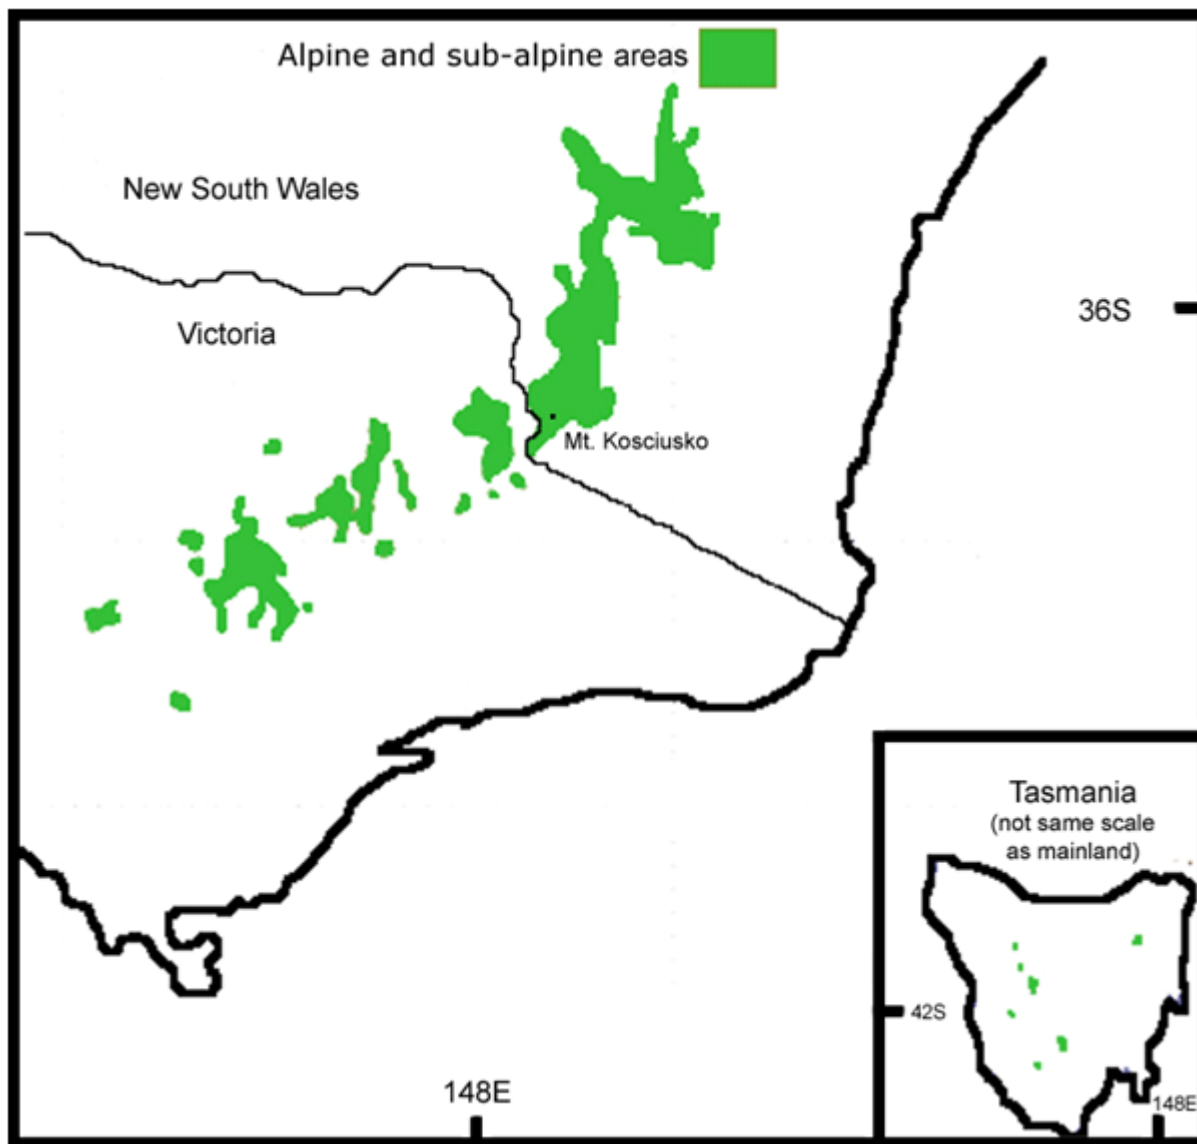 Alpine and sub-alpine areas
New South Wales
Victoria
36S
Mt. Kosciusko
Tasmania
(not same scale
as mainland)
42S
148E
148E